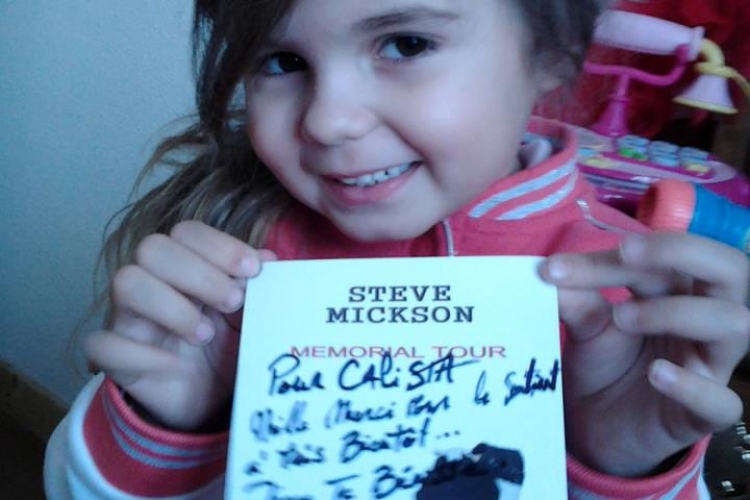 STEVE
MICKSON
MEMORIAL TOUR
Pour CALiSTA
Mille Merci pour le Soutient
à très Bientôt...